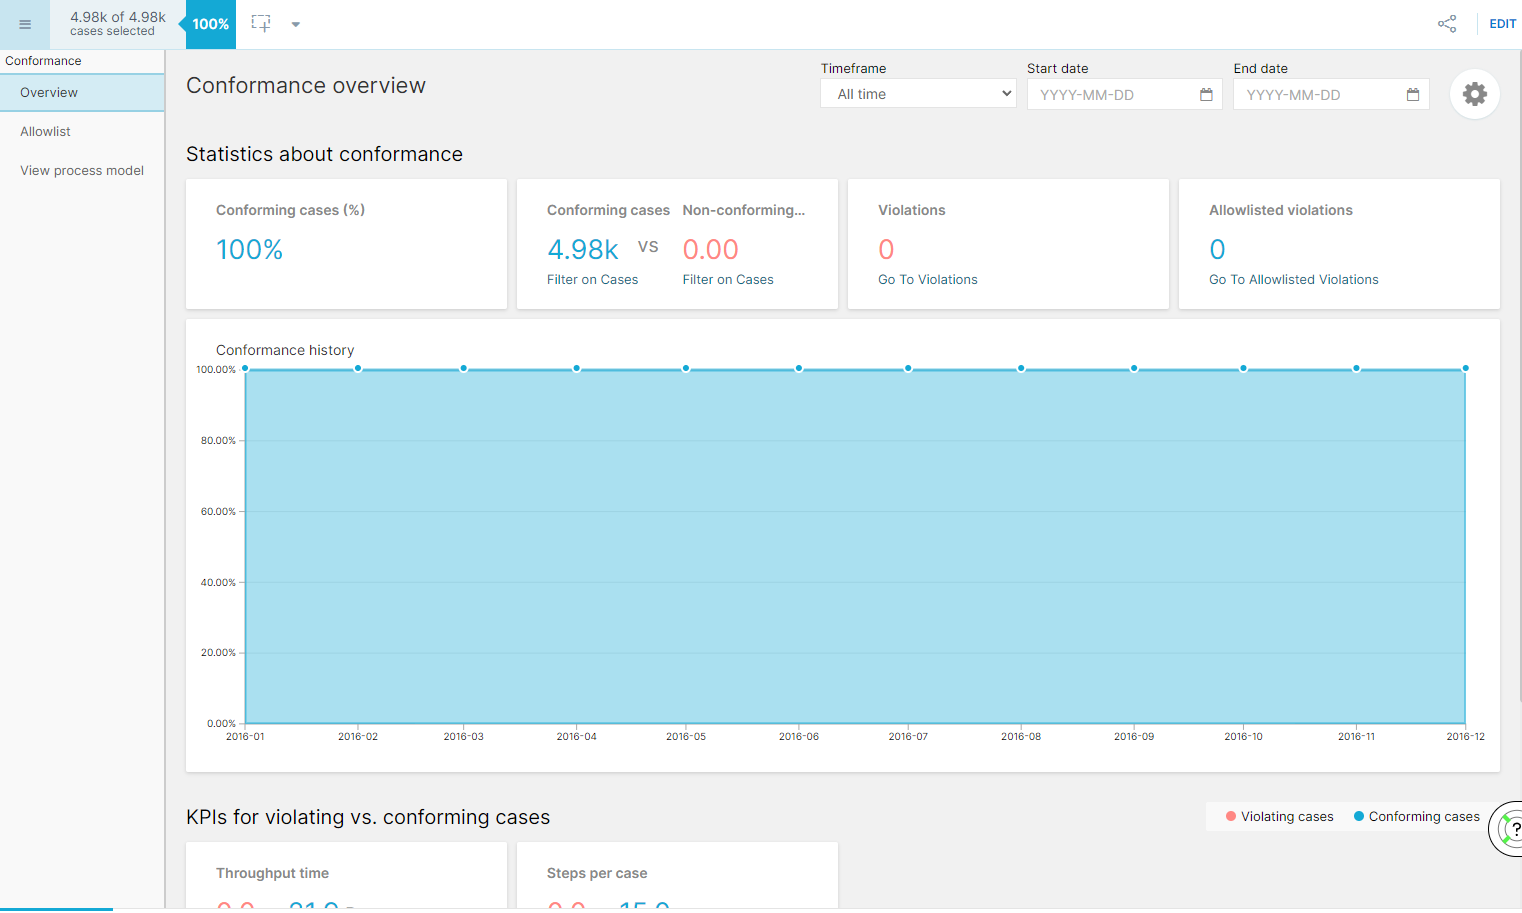 4.98k of 4.98k
cases selected
100%
EDIT
Conformance
Overview
Allowlist
View process model
Conformance overview
Timeframe
All time
Start date
YYYY-MM-DD
End date
YYYY-MM-DD
Statistics about conformance
Conforming cases (%)
100%
Conforming cases
4.98k
Filter on Cases
VS
Non-conforming...
0.00
Filter on Cases
Violations
0
Go To Violations
Allowlisted violations
0
Go To Allowlisted Violations
Conformance history
100.00%
80.00%
60.00%
40.00%
20.00%
0.00%
2016-01 2016-02 2016-03 2016-04 2016-05 2016-06 2016-07 2016-08 2016-09 2016-10 2016-11 2016-12
KPIs for violating vs. conforming cases
Violating cases
Conforming cases
?
Throughput time
Steps per case